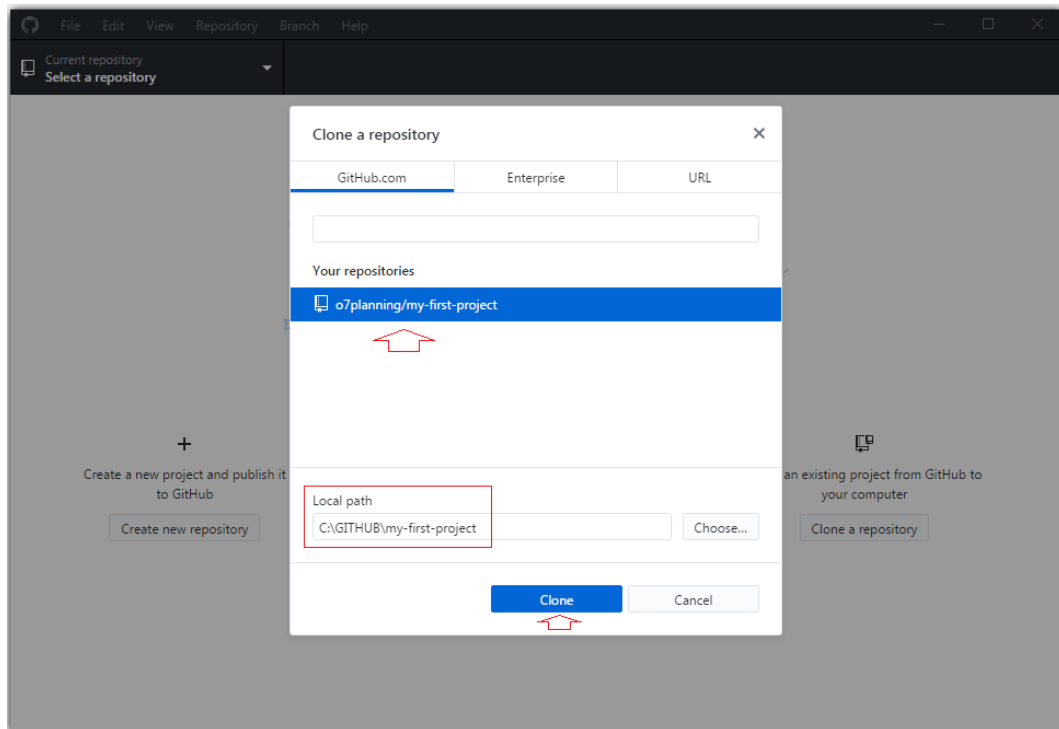 File Edit View Repository Branch Help
Current repository
Select a repository
Clone a repository
GitHub.com Enterprise URL
Your repositories
o7planning/my-first-project
Create a new project and publish it
to GitHub
Create new repository
an existing project from GitHub to
your computer
Clone a repository
Local path
C:\GITHUB\my-first-project
Choose...
Clone Cancel